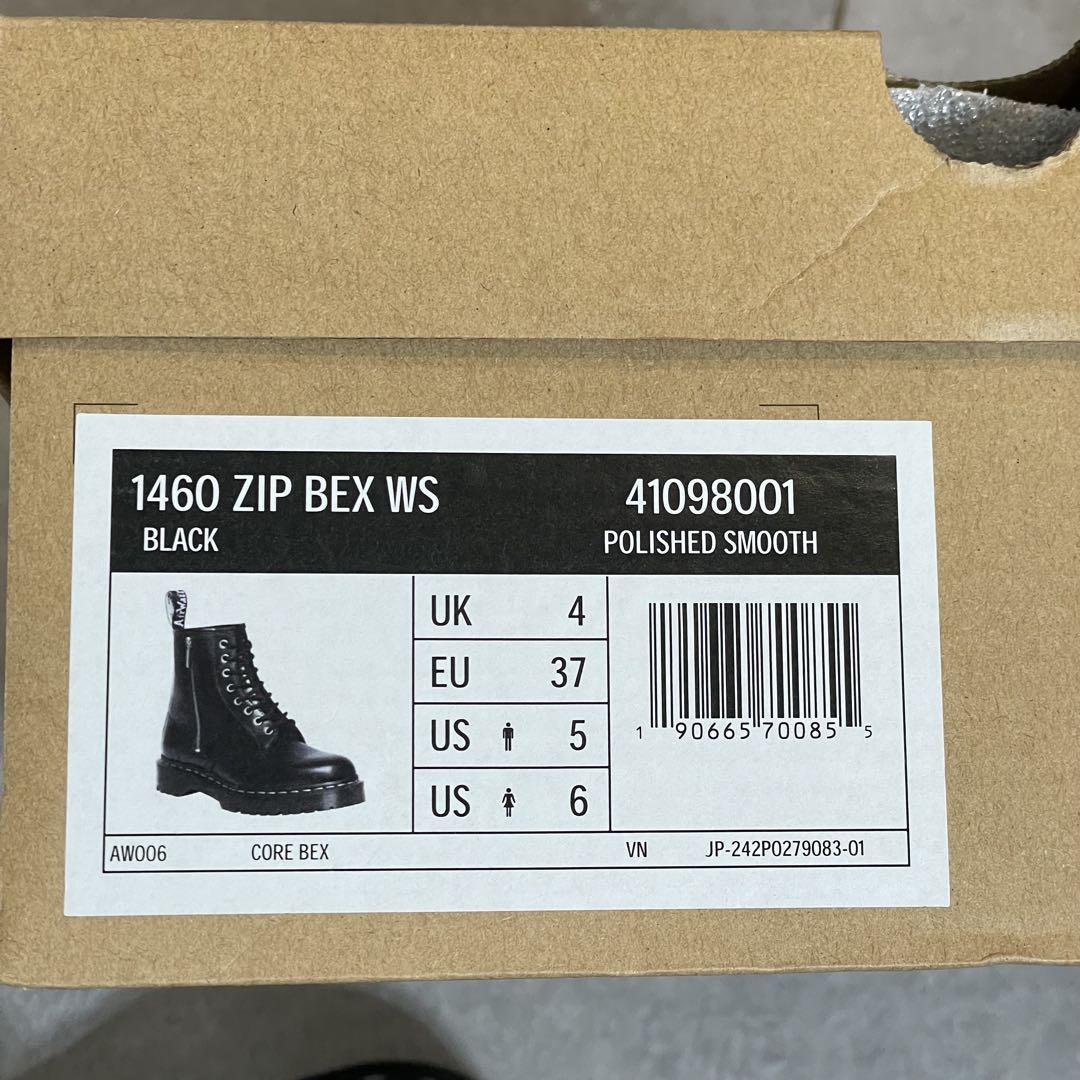 1460 ZIP BEX WS 41098001
BLACK POLISHED SMOOTH
AirWair
UK 4
EU 37
US 5
US 6
1 90665 70085 5
AW006 CORE BEX VN JP-242P0279083-01